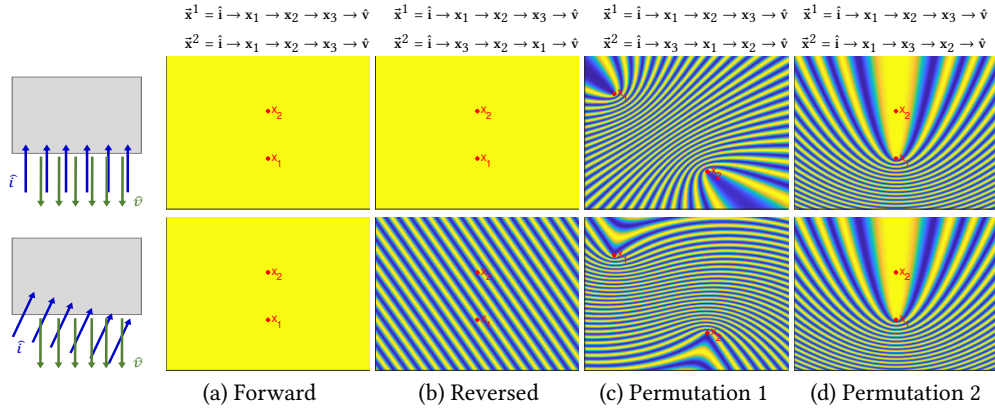 x⃗¹ = î → x₁ → x₂ → x₃ → v̂
x⃗² = î → x₁ → x₂ → x₃ → v̂
x⃗¹ = î → x₁ → x₂ → x₃ → v̂
x⃗² = î → x₃ → x₂ → x₁ → v̂
x⃗¹ = î → x₁ → x₂ → x₃ → v̂
x⃗² = î → x₃ → x₁ → x₂ → v̂
x⃗¹ = î → x₁ → x₂ → x₃ → v̂
x⃗² = î → x₁ → x₃ → x₂ → v̂
î
v̂
x₂
x₁
x₂
x₁
x₁
x₂
x₂
x₁
î
v̂
x₂
x₁
x₂
x₁
x₁
x₂
x₂
x₁
(a) Forward
(b) Reversed
(c) Permutation 1
(d) Permutation 2